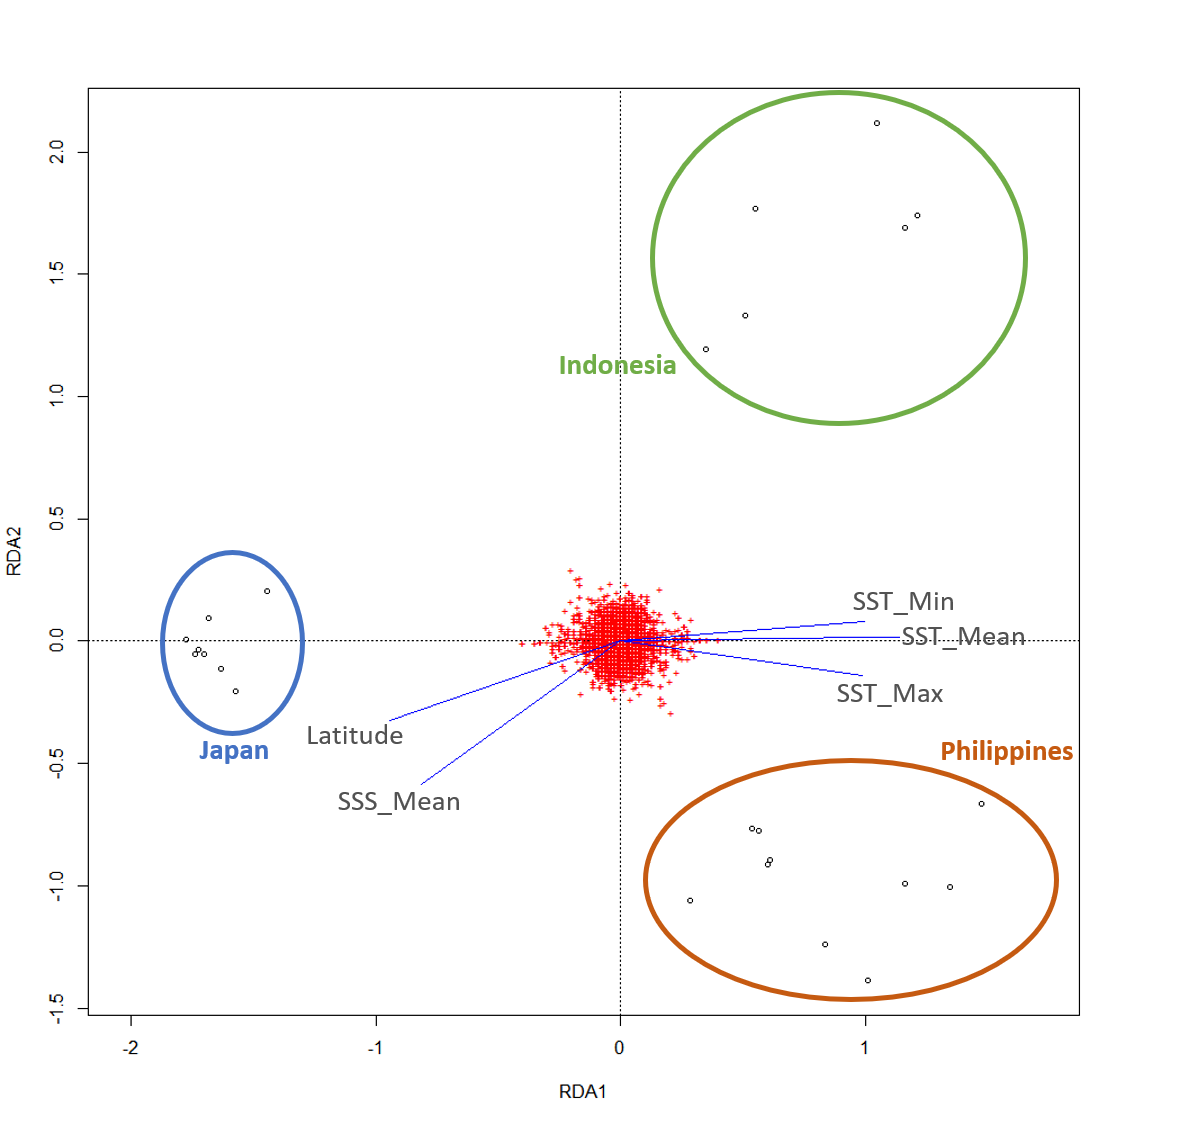 2.0
1.5
Indonesia
1.0
0.5
RDA2
SST_Min
0.0
SST_Mean
SST_Max
Latitude
Japan
Philippines
-0.5
SSS_Mean
-1.0
-1.5
-2 -1 0 1
RDA1